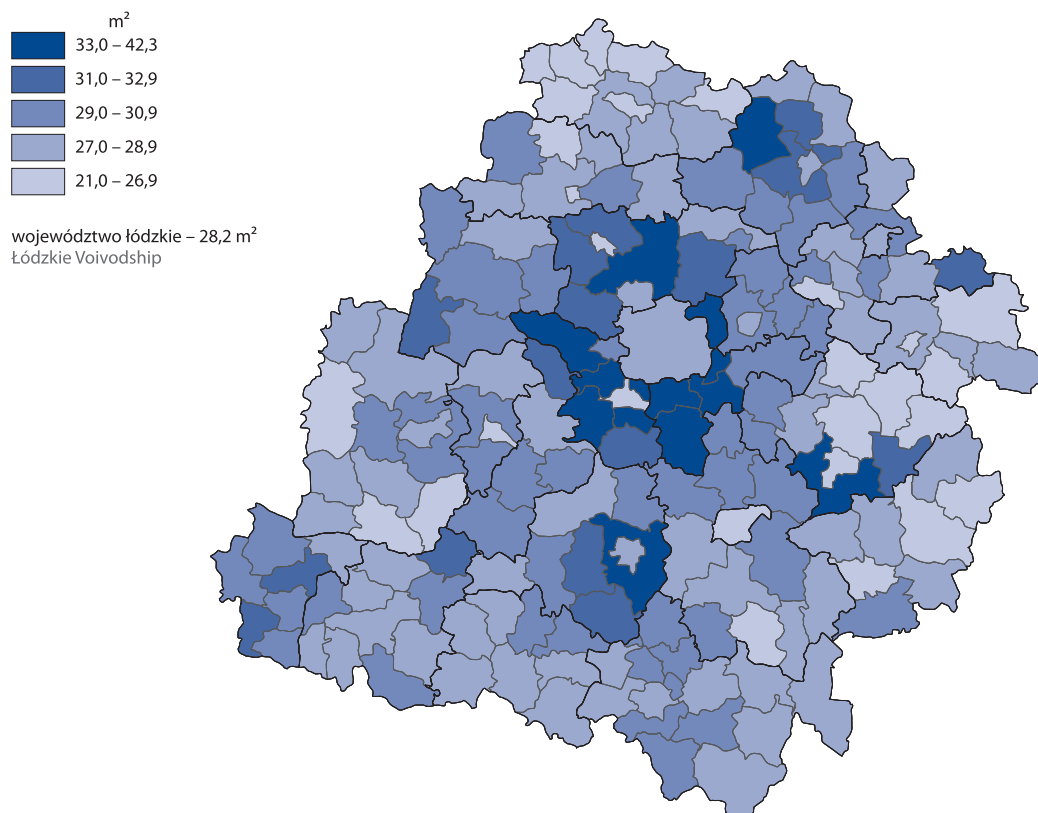 m²
33,0 – 42,3
31,0 – 32,9
29,0 – 30,9
27,0 – 28,9
21,0 – 26,9
województwo łódzkie – 28,2 m²
Łódzkie Voivodship